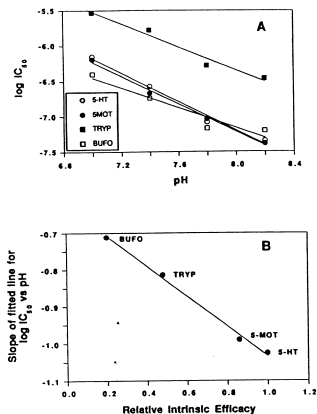 A
log IC50
-5.5
-6.0
-6.5
-7.0
-7.5
5-HT
5MOT
TRYP
BUFO
6.8 7.2 7.6 8.0 8.4
pH
B
Slope of fitted line for
log IC50 vs pH
-0.7
-0.8
-0.9
-1.0
-1.1
BUFO
TRYP
5-MOT
5-HT
0.0 0.2 0.4 0.6 0.8 1.0 1.2
Relative Intrinsic Efficacy